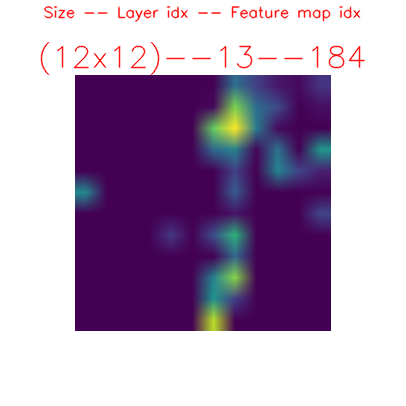 Size -- Layer idx -- Feature map idx
(12x12)--13--184